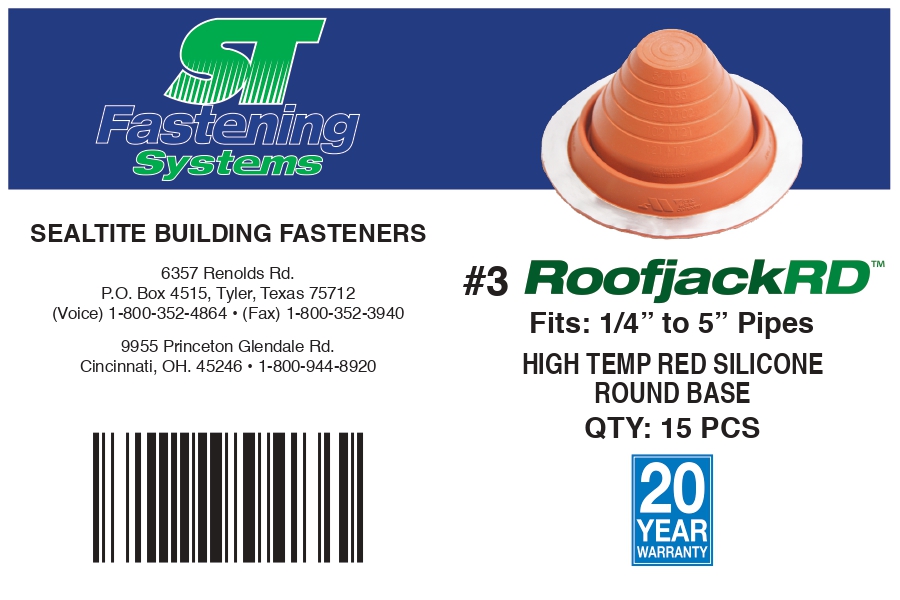 ST
Fastening
Systems
SEALTITE BUILDING FASTENERS
6357 Renolds Rd.
P.O. Box 4515, Tyler, Texas 75712
(Voice) 1-800-352-4864 • (Fax) 1-800-352-3940
9955 Princeton Glendale Rd.
Cincinnati, OH. 45246 • 1-800-944-8920
#3 RoofjackRD™
Fits: 1/4” to 5” Pipes
HIGH TEMP RED SILICONE
ROUND BASE
QTY: 15 PCS
20
YEAR
WARRANTY